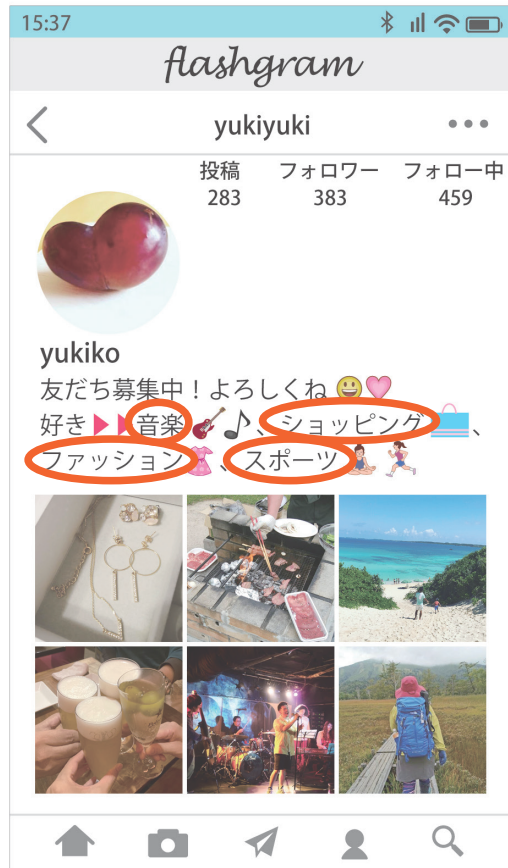 15:37
flashgram
yukiyuki
投稿 フォロワー フォロー中
283 383 459
yukiko
友だち募集中！よろしくね😃💗
好き▶▶音楽🎸🎵、ショッピング🛍、
ファッション👗、スポーツ🧘🏃